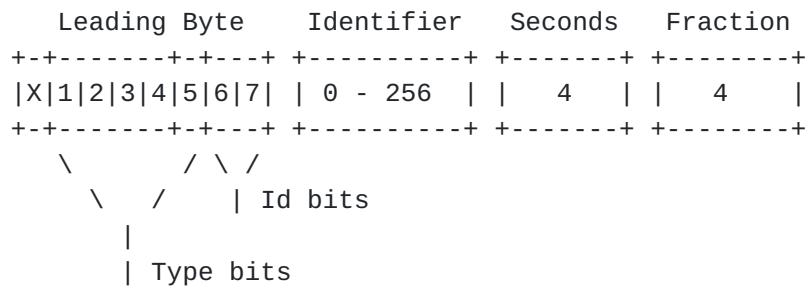 Leading Byte    Identifier   Seconds   Fraction
+-+-------+-+---+ +----------+ +-------+ +--------+
|X|1|2|3|4|5|6|7| | 0 - 256  | |   4   | |   4    |
+-+-------+-+---+ +----------+ +-------+ +--------+
   \       / \ /
     \   /    | Id bits
       |
       | Type bits